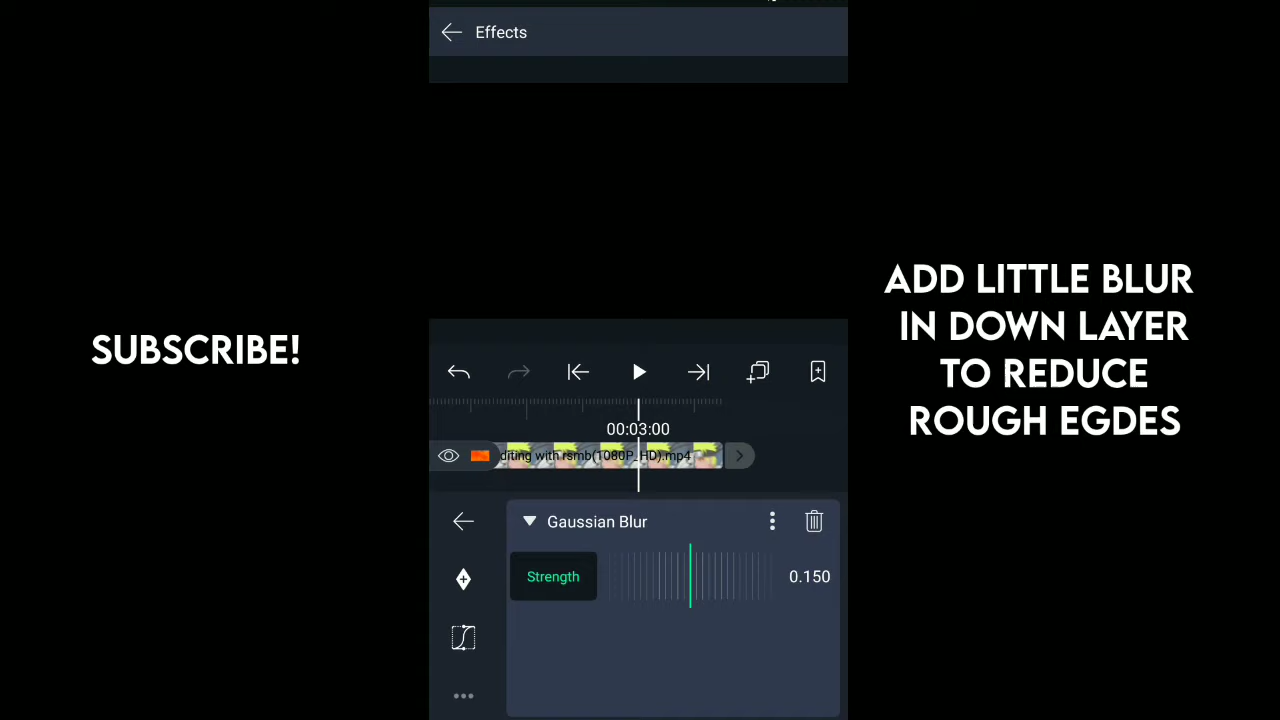 Effects
SUBSCRIBE!
ADD LITTLE BLUR
IN DOWN LAYER
TO REDUCE
ROUGH EGDES
00:03:00
diting with rsmb(1080P_HD).mp4
Gaussian Blur
Strength
0.150